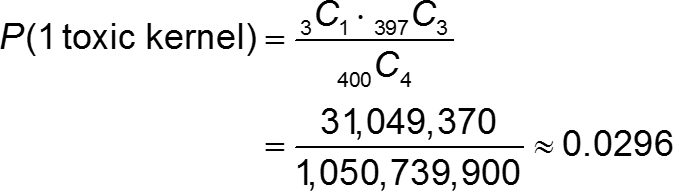 P(1 toxic kernel) = ₃C₁ · ₃₉₇C₃ / ₄₀₀C₄
= 31,049,370 / 1,050,739,900 ≈ 0.0296